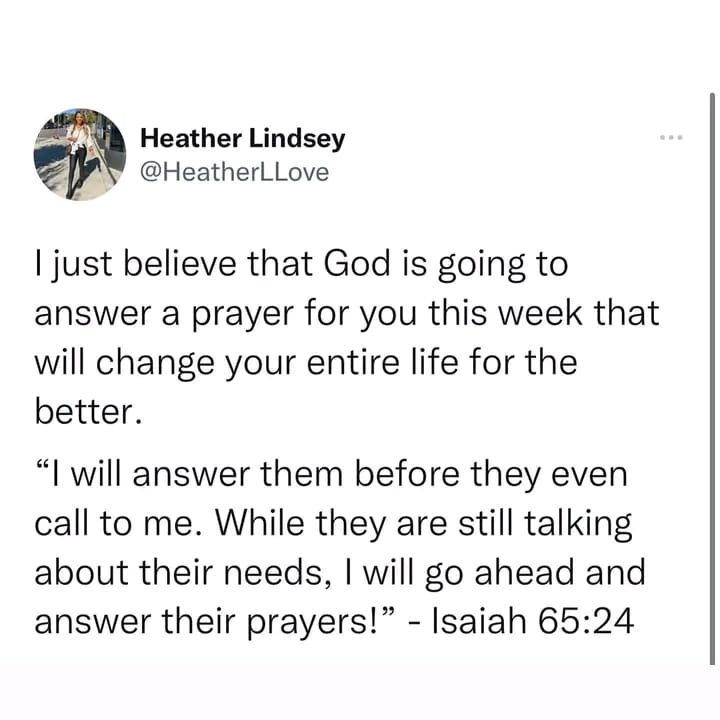 Heather Lindsey
@HeatherLLove
I just believe that God is going to
answer a prayer for you this week that
will change your entire life for the
better.
“I will answer them before they even
call to me. While they are still talking
about their needs, I will go ahead and
answer their prayers!” - Isaiah 65:24